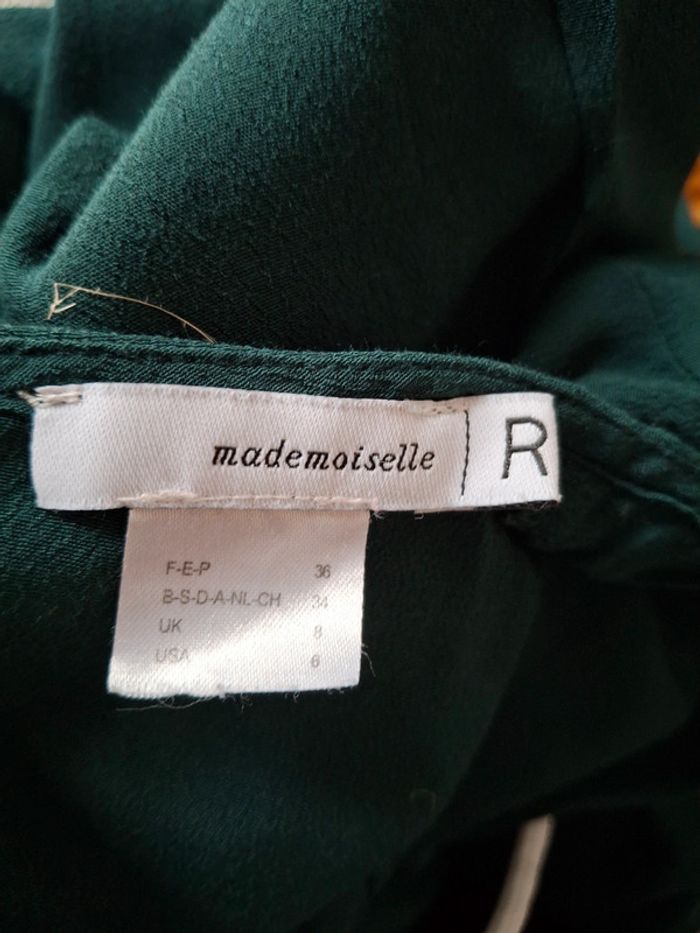 mademoiselle R
F-E-P 36
B-S-D-A-NL-CH 34
UK 8
USA 6